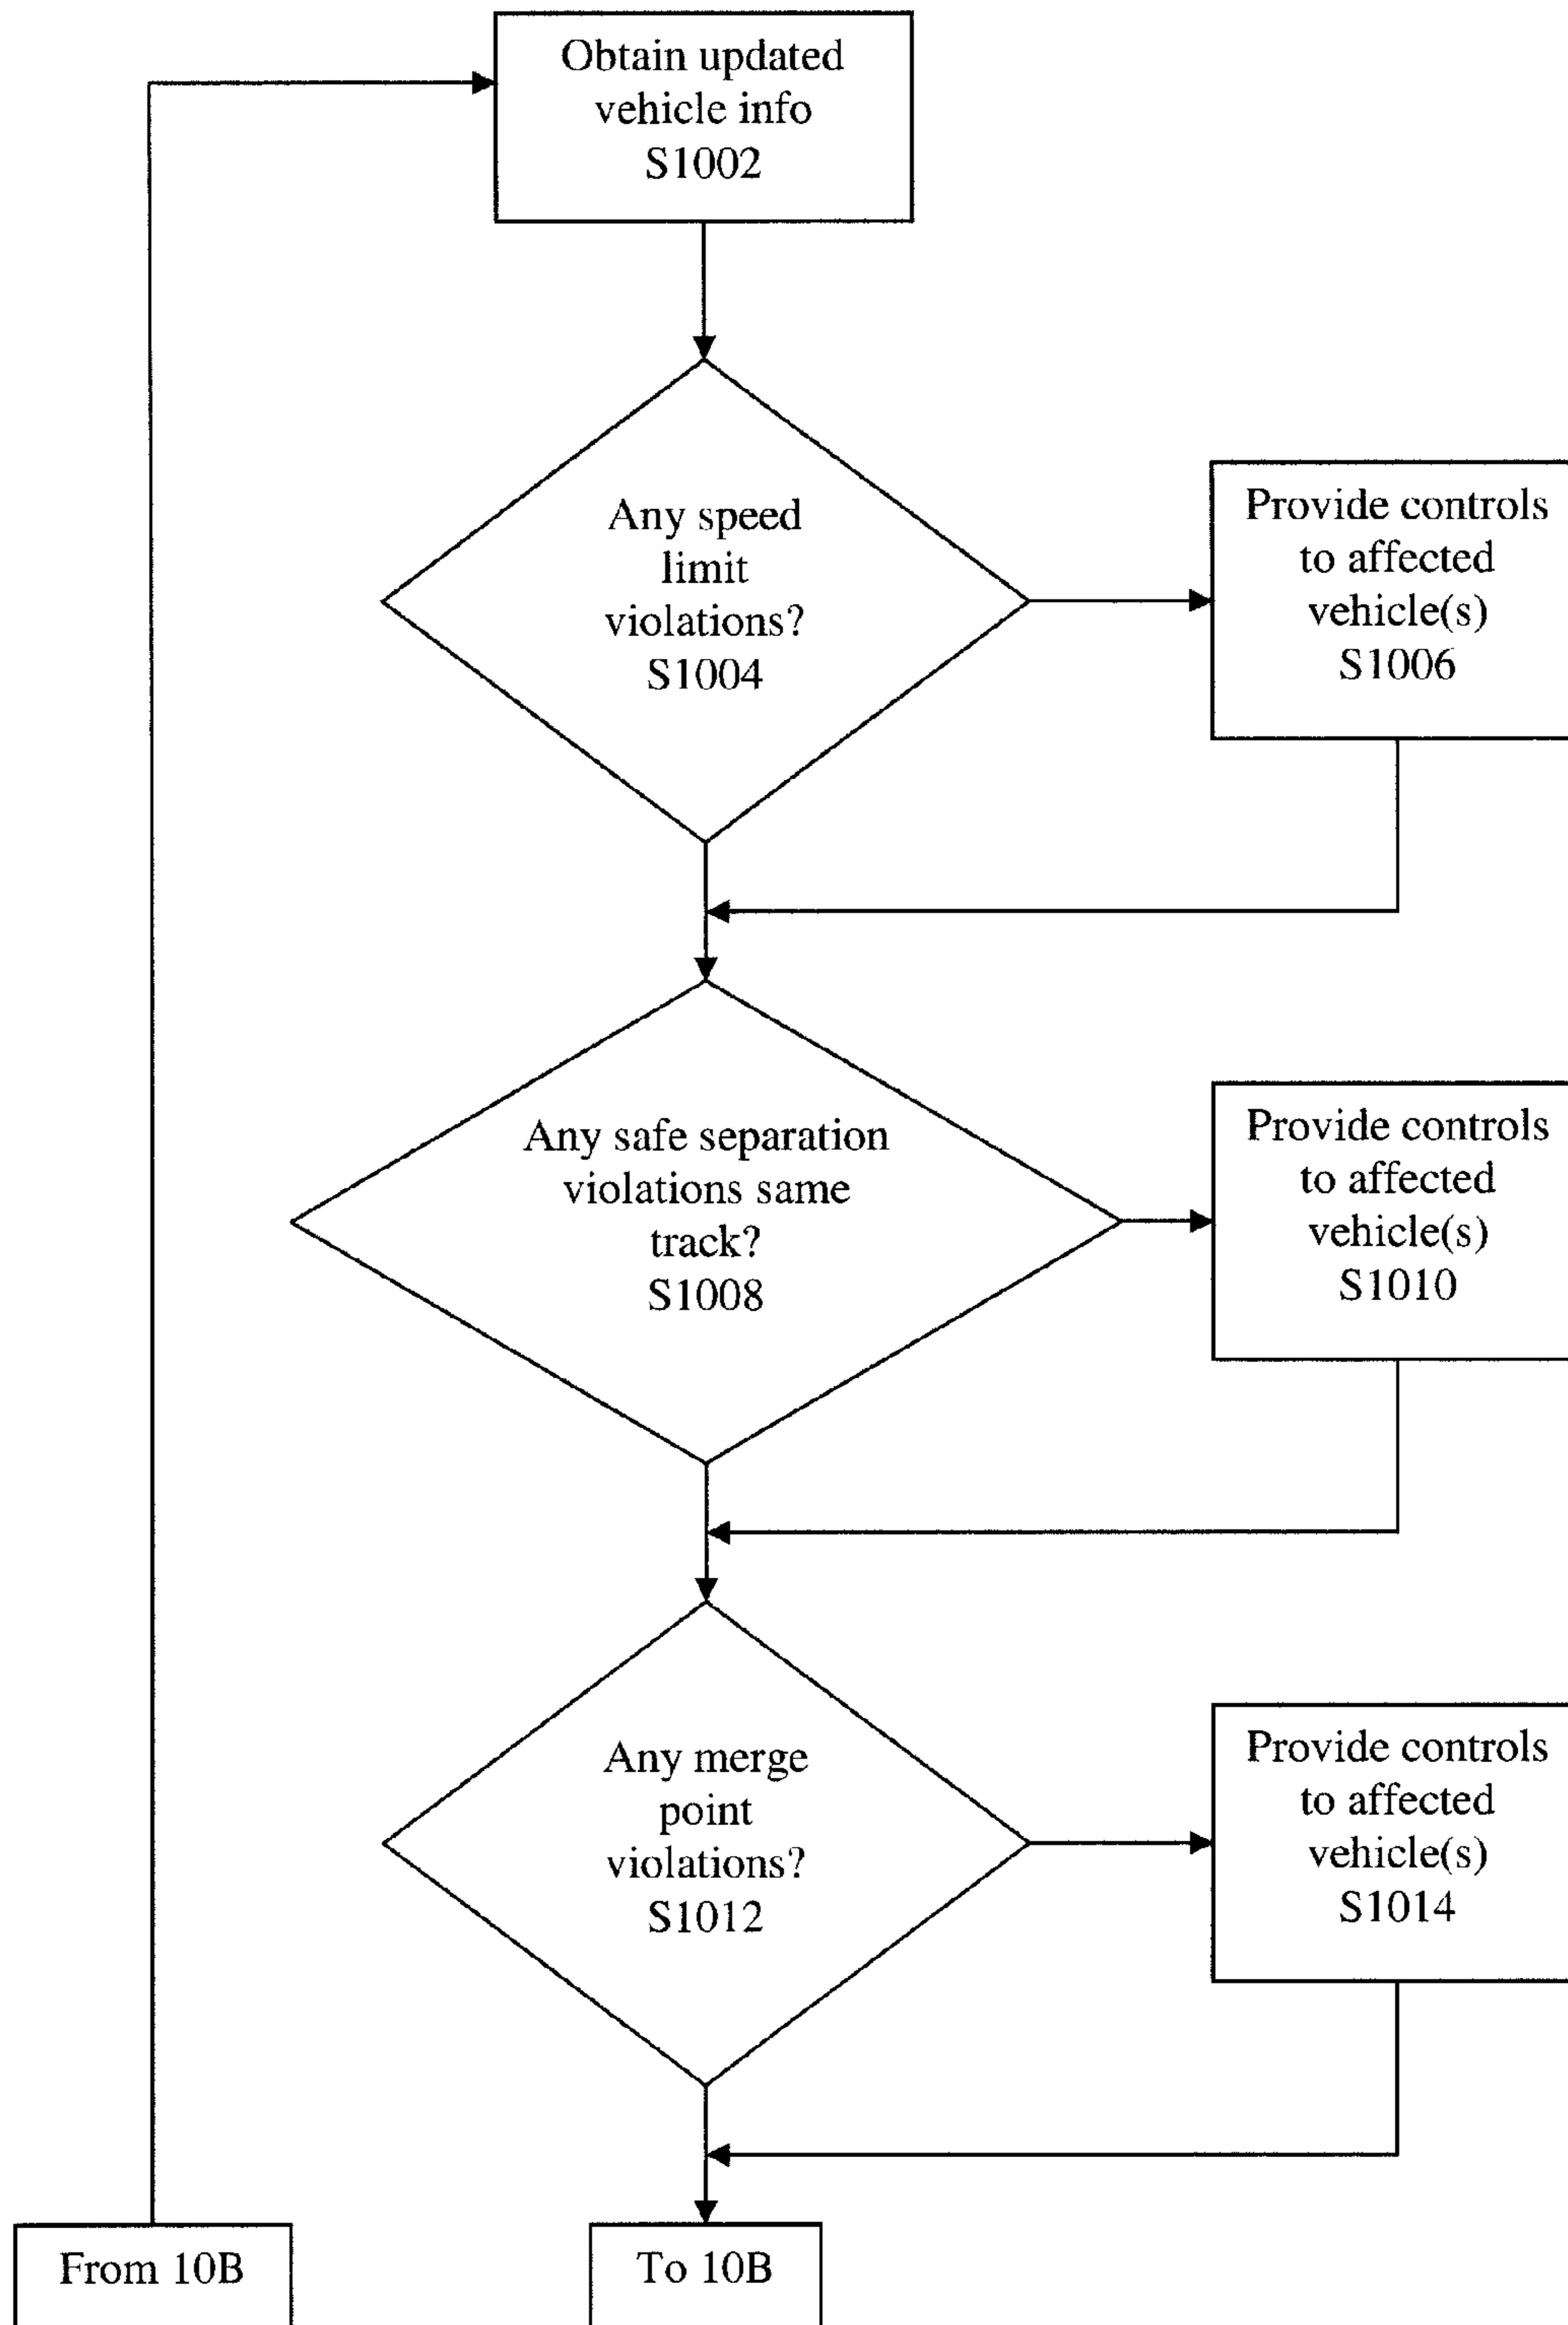 Obtain updated
vehicle info
S1002
Any speed
limit
violations?
S1004
Provide controls
to affected
vehicle(s)
S1006
Any safe separation
violations same
track?
S1008
Provide controls
to affected
vehicle(s)
S1010
Any merge
point
violations?
S1012
Provide controls
to affected
vehicle(s)
S1014
From 10B
To 10B